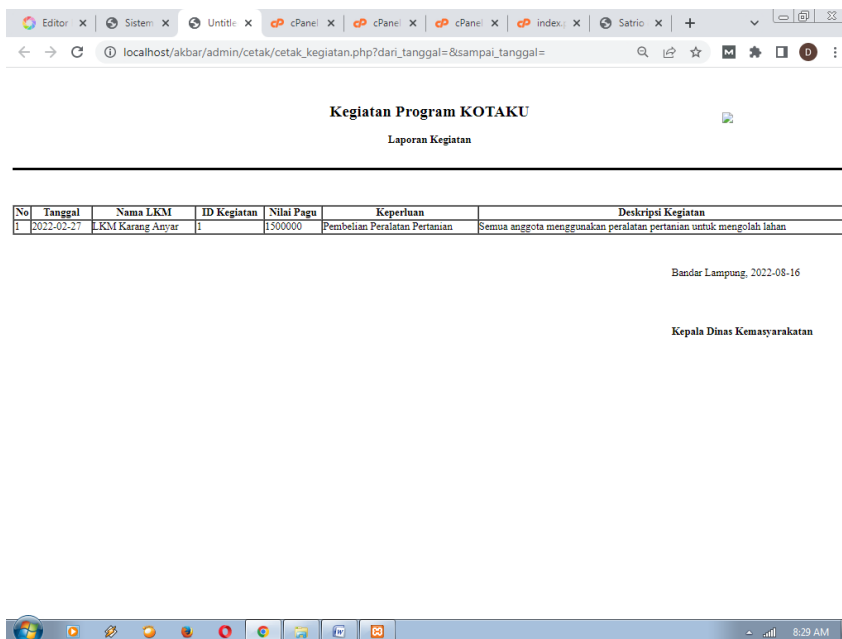 Editor
Sistem
Untitle
cPanel
cPanel
cPanel
index.
Satrio
localhost/akbar/admin/cetak/cetak_kegiatan.php?dari_tanggal=&sampai_tanggal=
M
D
Kegiatan Program KOTAKU
Laporan Kegiatan
No Tanggal Nama LKM ID Kegiatan Nilai Pagu Keperluan Deskripsi Kegiatan
1 2022-02-27 LKM Karang Anyar 1 1500000 Pembelian Peralatan Pertanian Semua anggota menggunakan peralatan pertanian untuk mengolah lahan
Bandar Lampung, 2022-08-16
Kepala Dinas Kemasyarakatan
8:29 AM